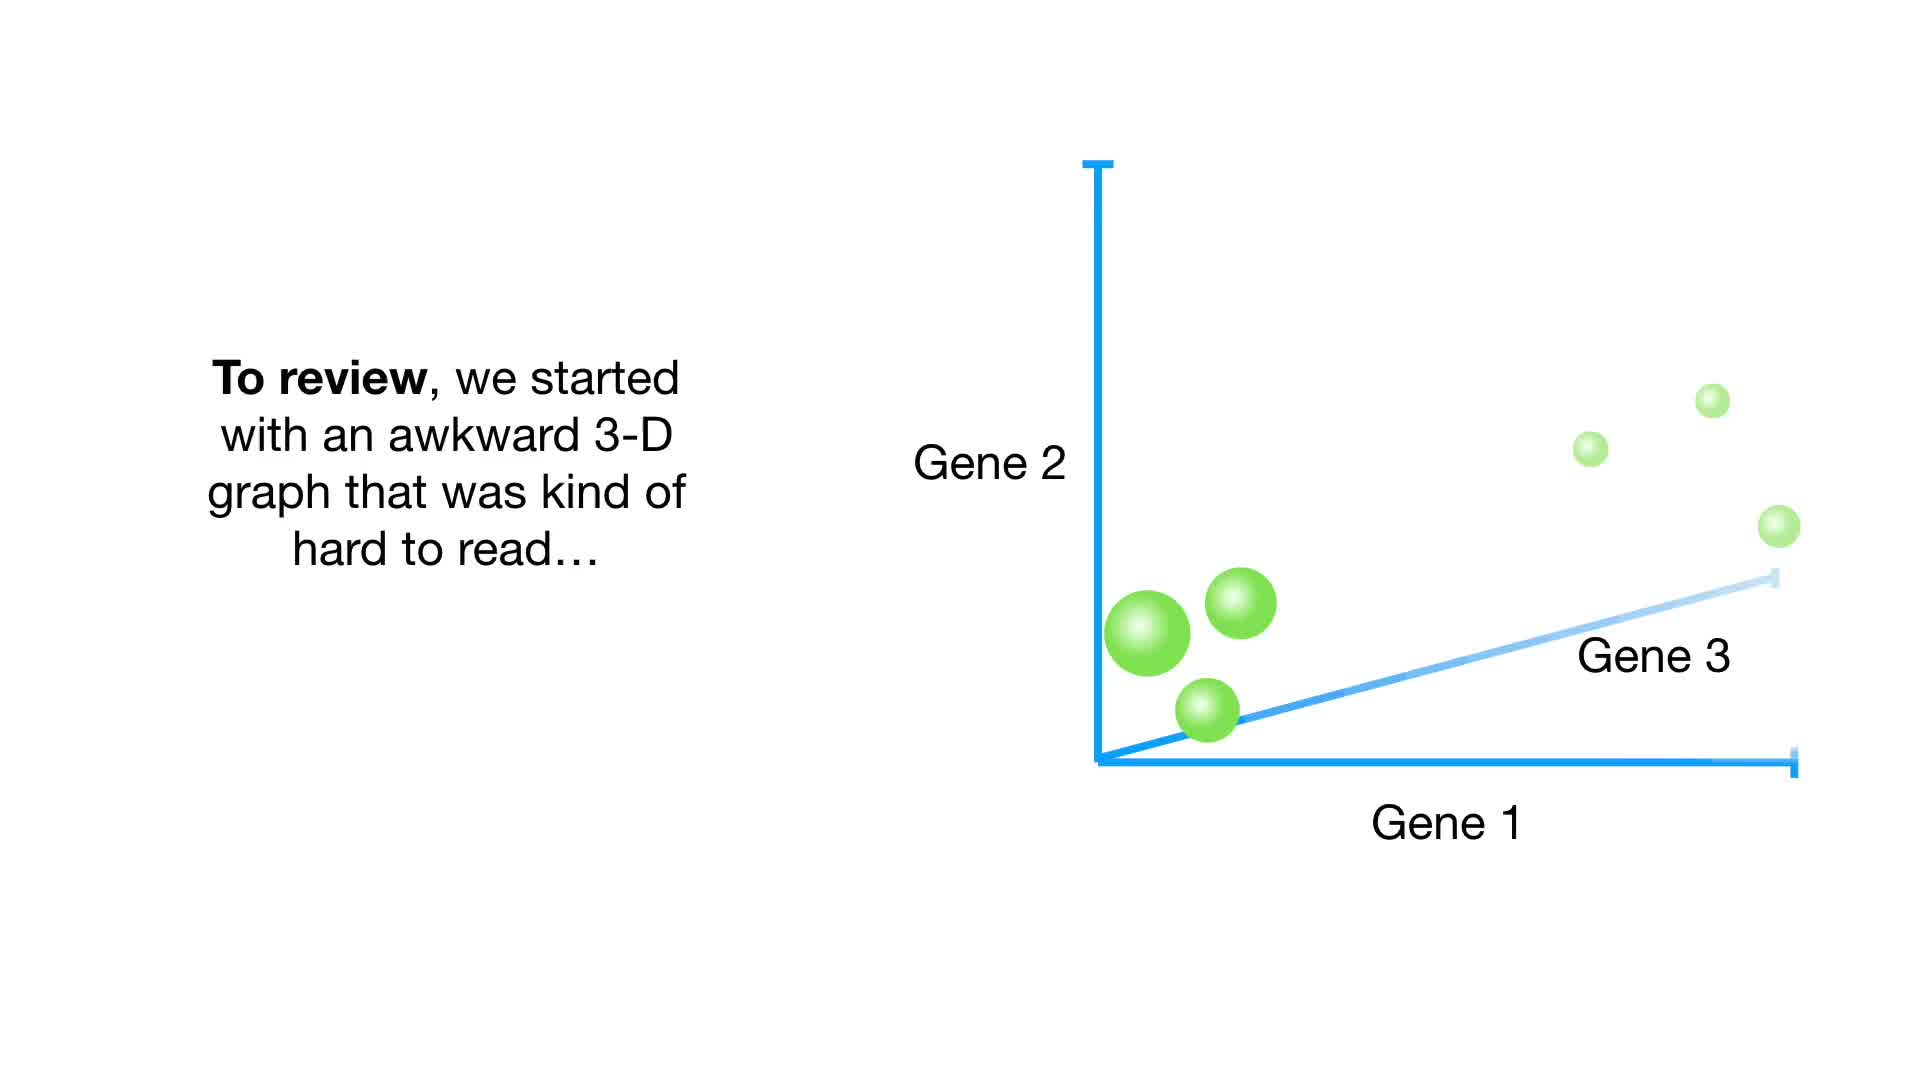 To review, we started
with an awkward 3-D
graph that was kind of
hard to read…
Gene 2
Gene 3
Gene 1